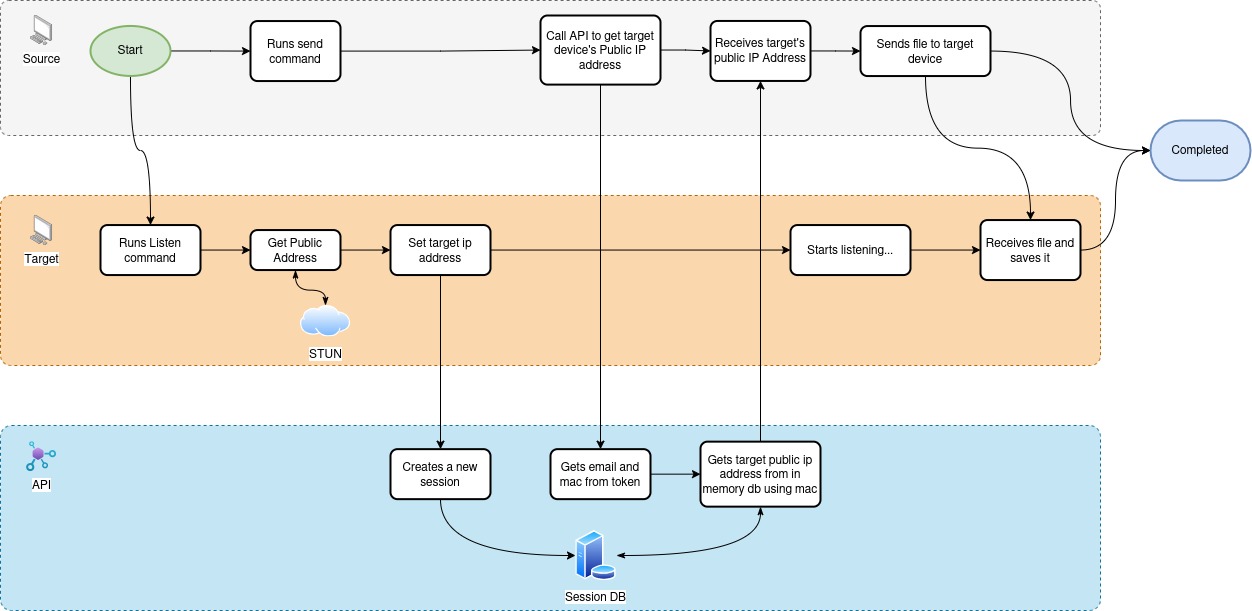 Source
Start
Runs send
command
Call API to get target
device's Public IP
address
Receives target's
public IP Address
Sends file to target
device
Completed
Target
Runs Listen
command
Get Public
Address
Set target ip
address
Starts listening...
Receives file and
saves it
STUN
API
Creates a new
session
Gets email and
mac from token
Gets target public ip
address from in
memory db using mac
Session DB